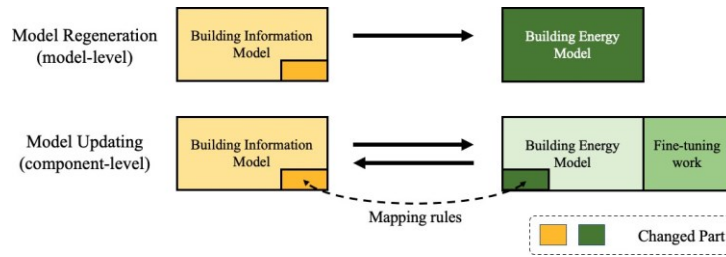 Model Regeneration
(model-level)
Building Information
Model
Building Energy
Model
Model Updating
(component-level)
Building Information
Model
Building Energy
Model
Fine-tuning
work
Mapping rules
Changed Part